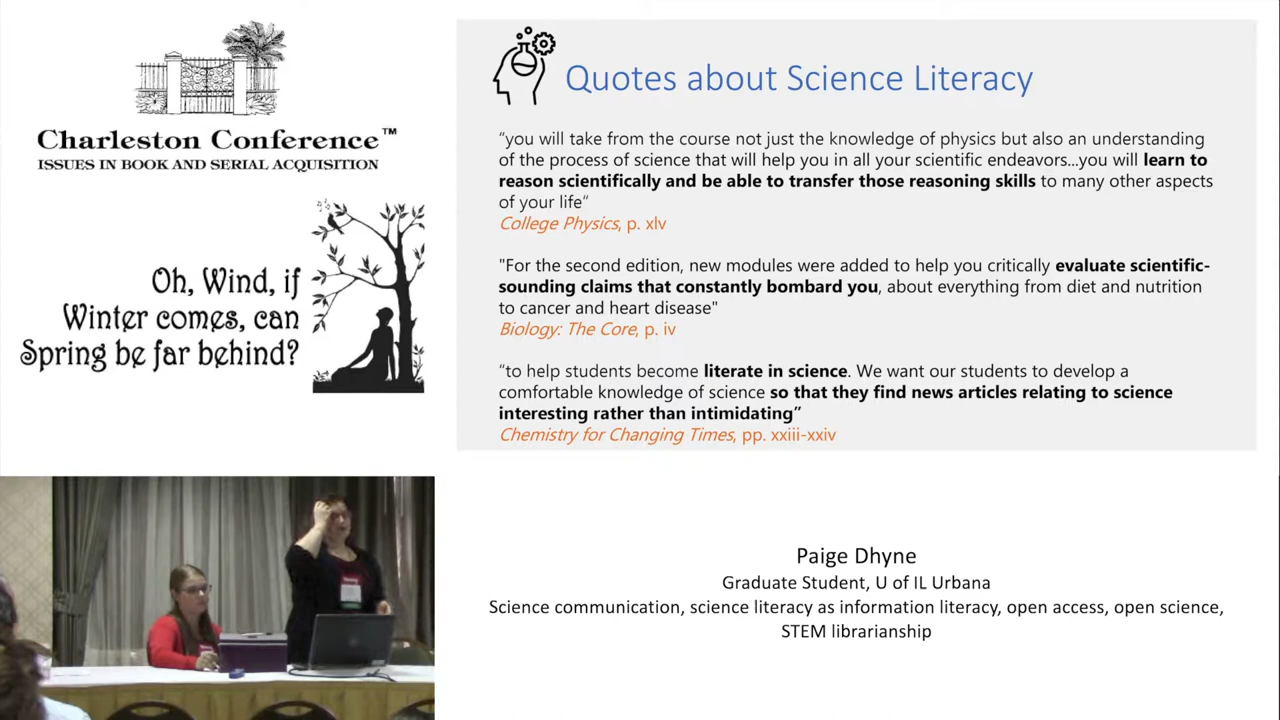 Charleston Conference™
ISSUES IN BOOK AND SERIAL ACQUISITION
Oh, Wind, if
Winter comes, can
Spring be far behind?
Quotes about Science Literacy
“you will take from the course not just the knowledge of physics but also an understanding
of the process of science that will help you in all your scientific endeavors...you will learn to
reason scientifically and be able to transfer those reasoning skills to many other aspects
of your life“
College Physics, p. xlv
"For the second edition, new modules were added to help you critically evaluate scientific-
sounding claims that constantly bombard you, about everything from diet and nutrition
to cancer and heart disease"
Biology: The Core, p. iv
“to help students become literate in science. We want our students to develop a
comfortable knowledge of science so that they find news articles relating to science
interesting rather than intimidating”
Chemistry for Changing Times, pp. xxiii-xxiv
Paige Dhyne
Graduate Student, U of IL Urbana
Science communication, science literacy as information literacy, open access, open science,
STEM librarianship